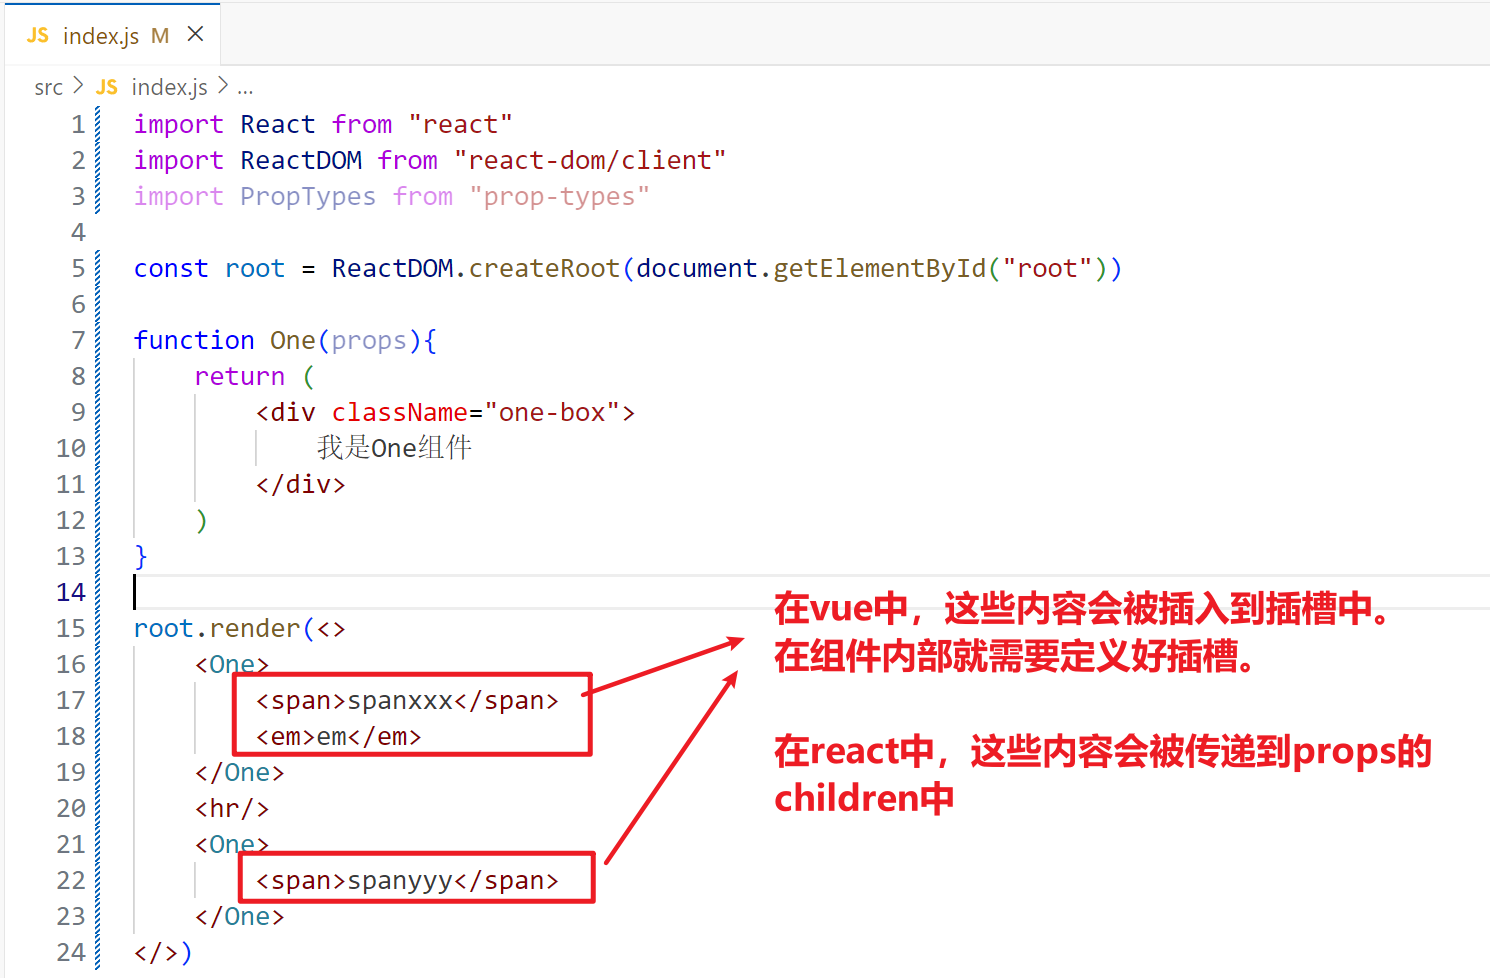 JS index.js M ×
src > JS index.js > ...
1 import React from "react"
2 import ReactDOM from "react-dom/client"
3 import PropTypes from "prop-types"
4
5 const root = ReactDOM.createRoot(document.getElementById("root"))
6
7 function One(props){
8 return (
9 <div className="one-box">
10 我是One组件
11 </div>
12 )
13 }
14
15 root.render(<>
16 <One>
17 <span>spanxxx</span>
18 <em>em</em>
19 </One>
20 <hr/>
21 <One>
22 <span>spanyyy</span>
23 </One>
24 </>)
在vue中，这些内容会被插入到插槽中。
在组件内部就需要定义好插槽。
在react中，这些内容会被传递到props的
children中